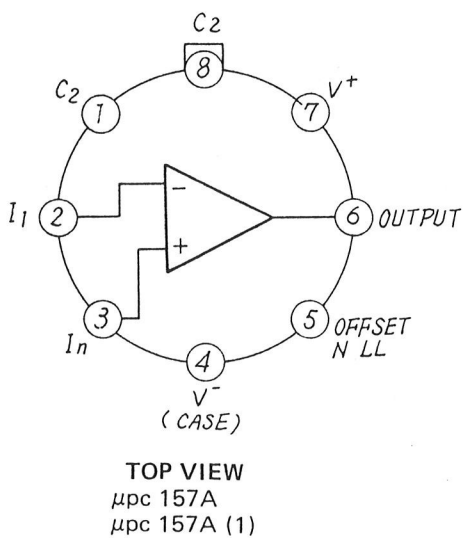 C2
8
C2
1
V+
7
I1
2
−
+
6
OUTPUT
3
In
5
OFFSET
N LL
4
V−
(CASE)
TOP VIEW
μpc 157A
μpc 157A (1)